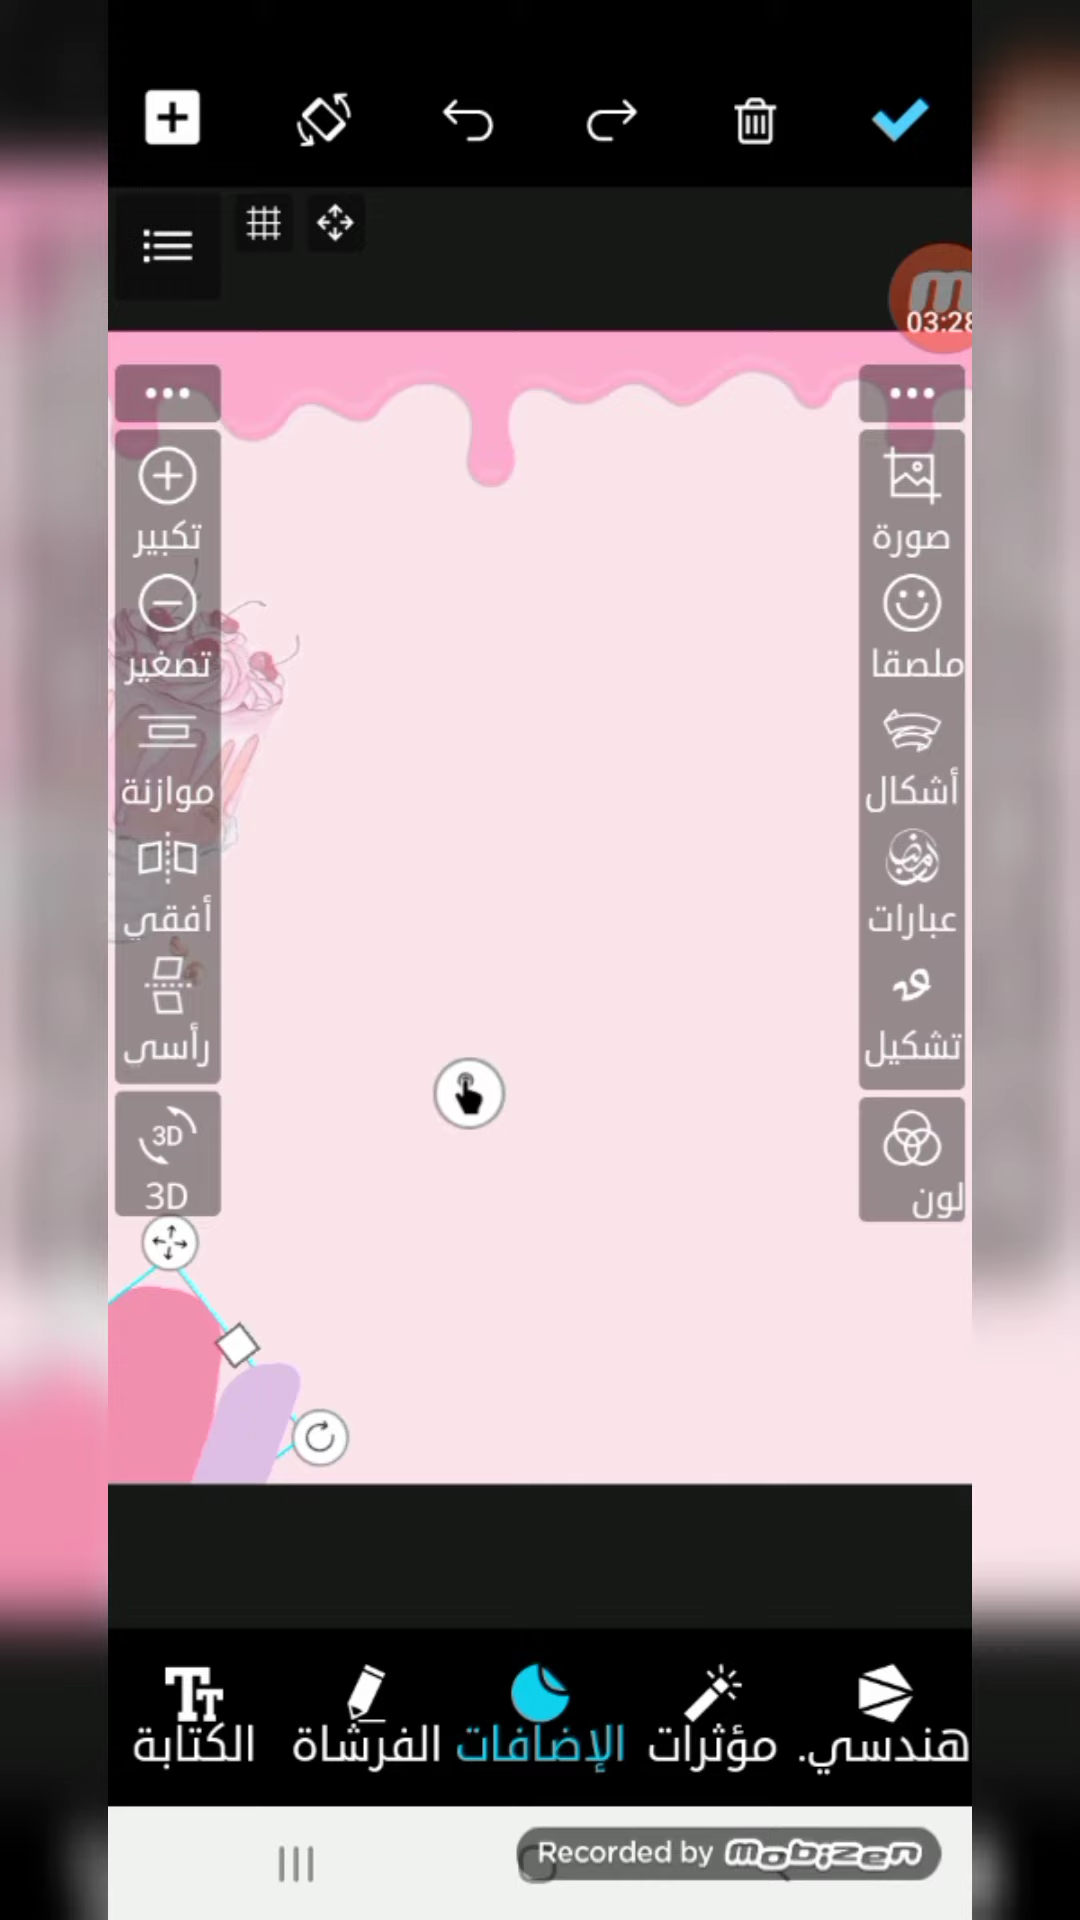 03:28
تكبير
تصغير
موازنة
أفقي
رأسي
3D
3D
صورة
ملصقا
أشكال
عبارات
تشكيل
لون
الكتابة
الفرشاة
الإضافات
مؤثرات
هندسي.
Recorded by mobizen